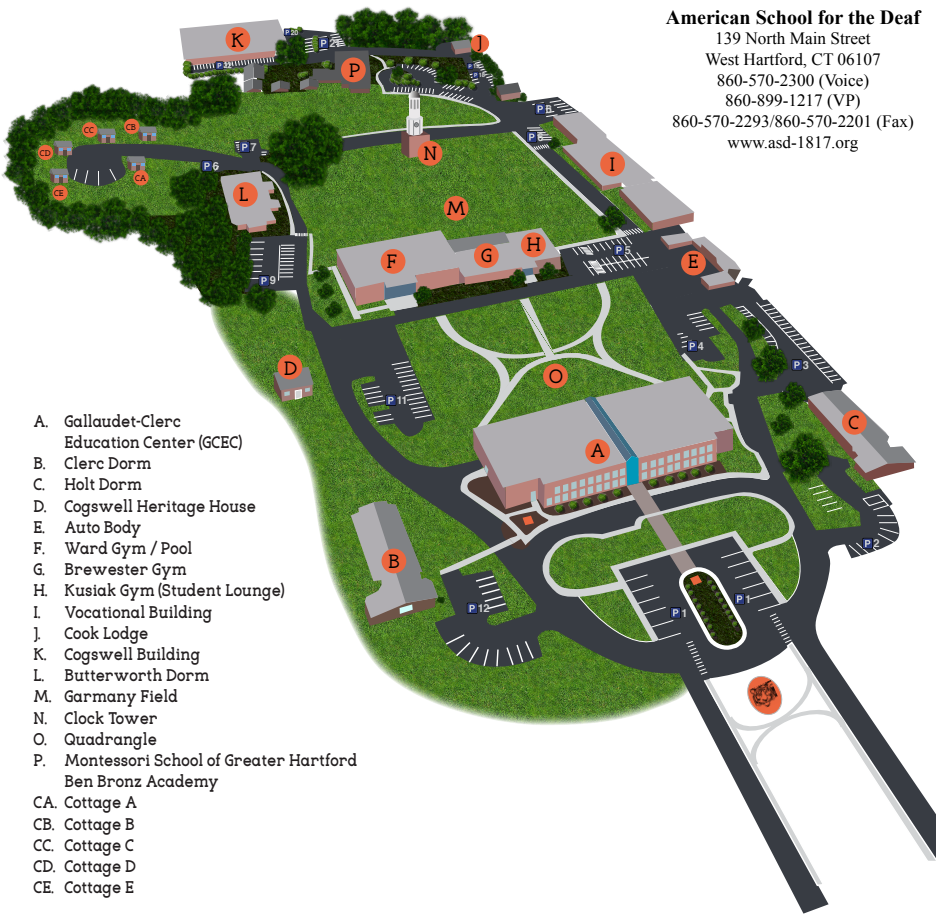 American School for the Deaf
139 North Main Street
West Hartford, CT 06107
860-570-2300 (Voice)
860-899-1217 (VP)
860-570-2293/860-570-2201 (Fax)
www.asd-1817.org
K
P 20
P 21
P 22
J
P
P 8
CC
CB
CD
CA
CE
P 7
P 6
N
I
L
M
H
F
G
P 5
E
P 9
P 4
P 3
D
O
P 11
C
A
P 2
B
P 12
P 1
P 1
A. Gallaudet-Clerc
Education Center (GCEC)
B. Clerc Dorm
C. Holt Dorm
D. Cogswell Heritage House
E. Auto Body
F. Ward Gym / Pool
G. Brewester Gym
H. Kusiak Gym (Student Lounge)
I. Vocational Building
J. Cook Lodge
K. Cogswell Building
L. Butterworth Dorm
M. Garmany Field
N. Clock Tower
O. Quadrangle
P. Montessori School of Greater Hartford
Ben Bronz Academy
CA. Cottage A
CB. Cottage B
CC. Cottage C
CD. Cottage D
CE. Cottage E